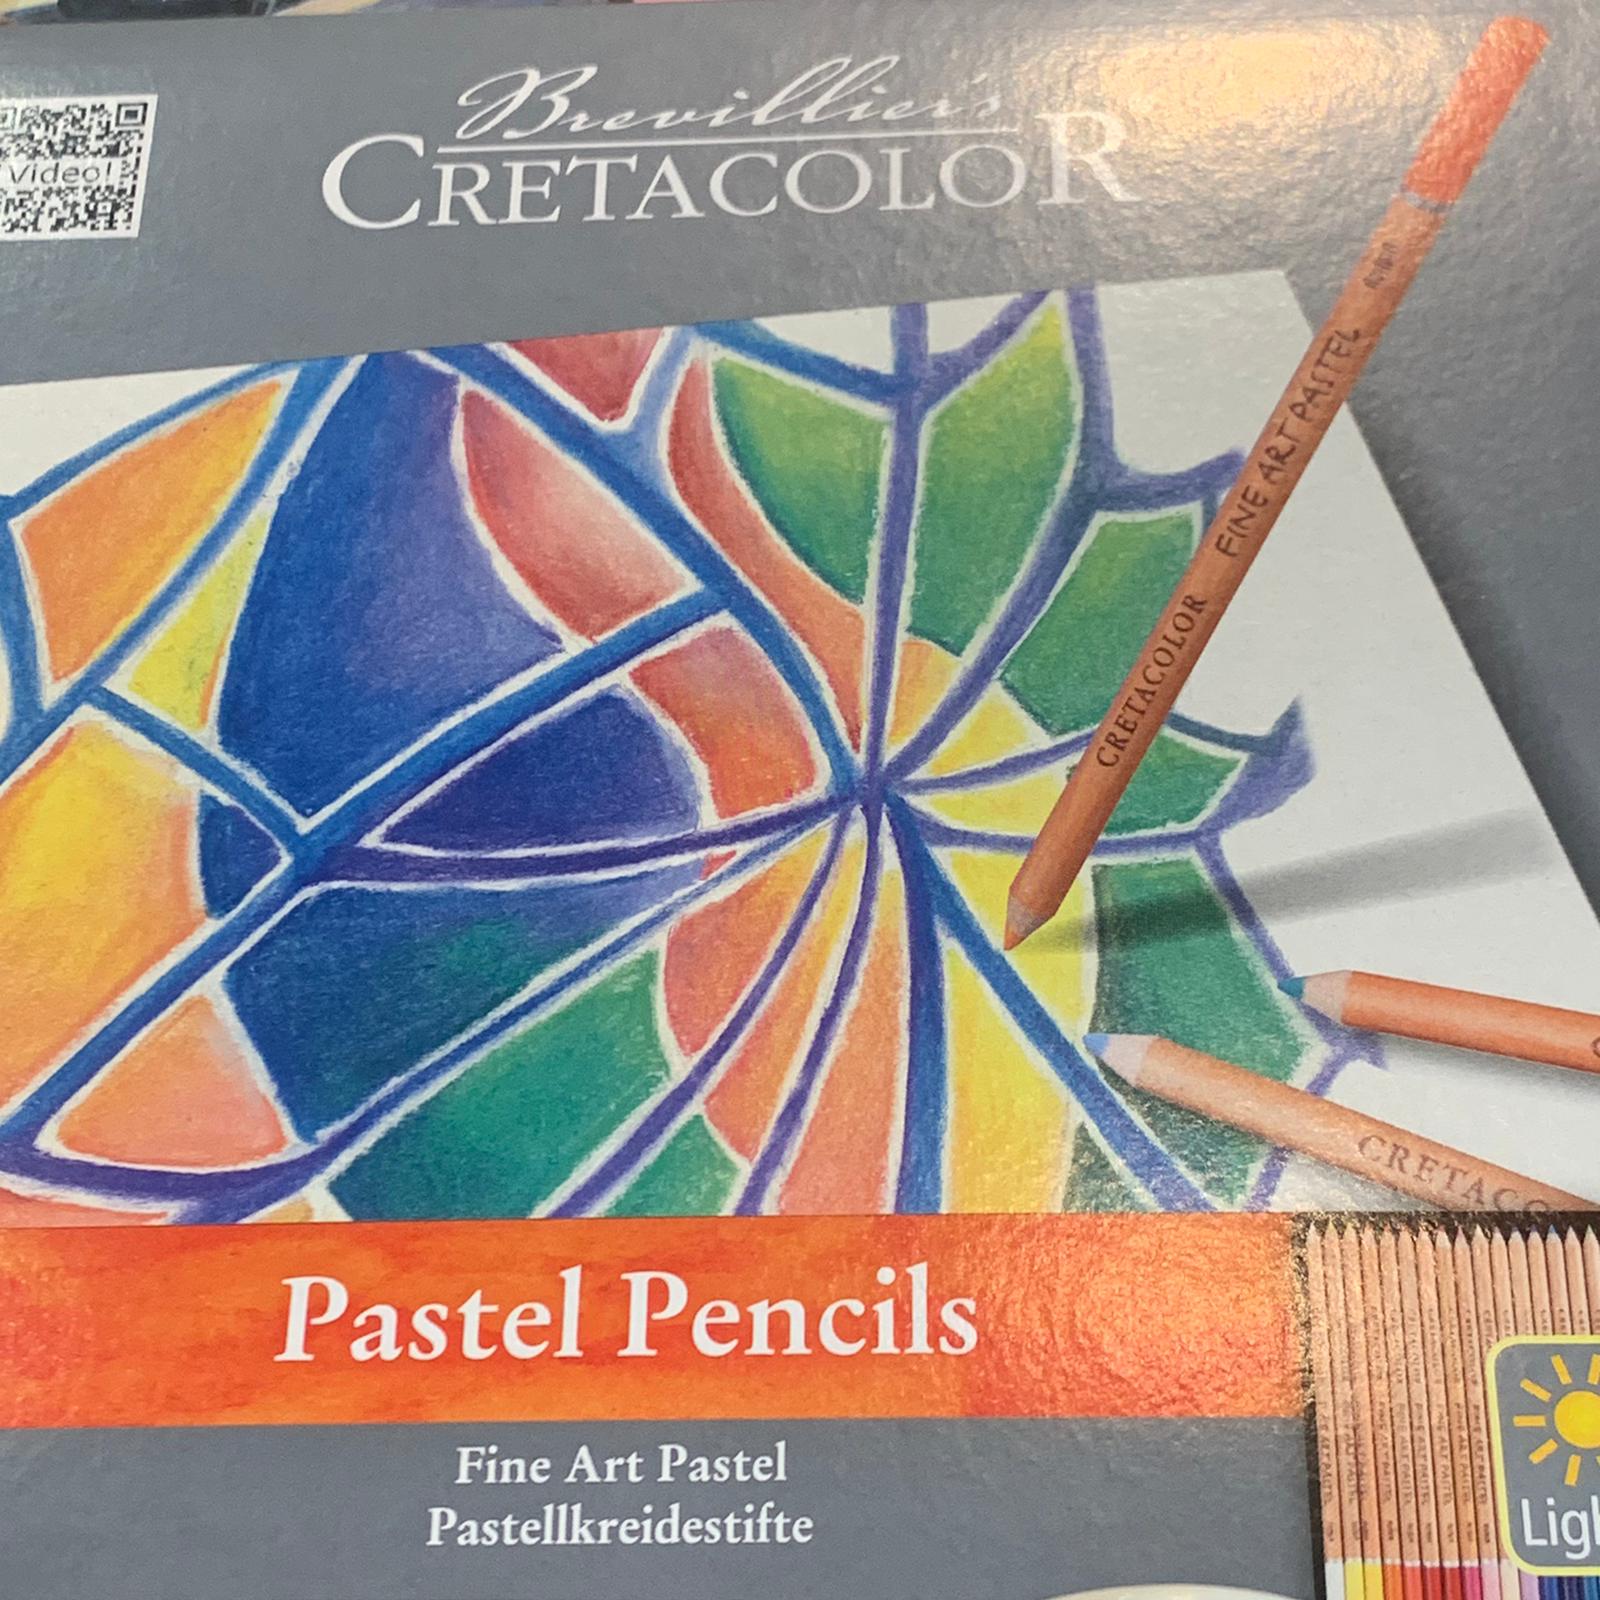 Brevillier's
CRETACOLOR
Video!
CRETACOLOR FINE ART PASTEL
CRETACO
Pastel Pencils
Fine Art Pastel
Pastellkreidestifte
Ligh